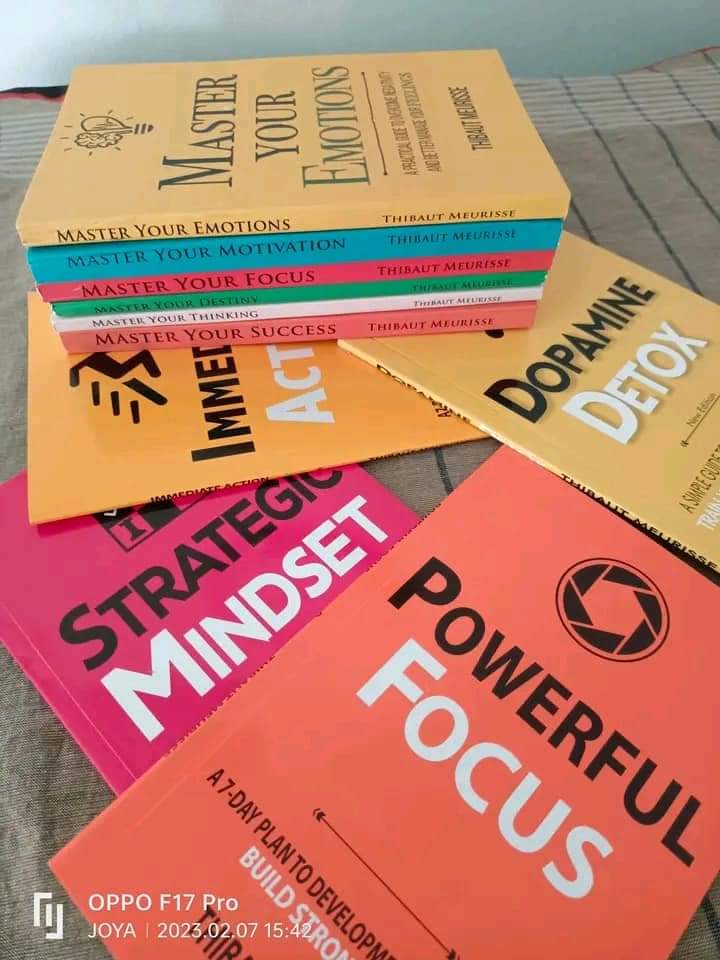 MASTER
YOUR
EMOTIONS
A PRACTICAL GUIDE TO OVERCOME NEGATIVITY
AND BETTER MANAGE YOUR FEELINGS
THIBAUT MEURISSE
MASTER YOUR EMOTIONS THIBAUT MEURISSE
MASTER YOUR MOTIVATION THIBAUT MEURISSE
MASTER YOUR FOCUS THIBAUT MEURISSE
MASTER YOUR DESTINY THIBAUT MEURISSE
MASTER YOUR THINKING THIBAUT MEURISSE
MASTER YOUR SUCCESS THIBAUT MEURISSE
IMMED
ACT
IMMEDIATE ACTION
DOPAMINE
DETOX
New Edition
A SIMPLE GUIDE
THIBAUT MEURISSE
STRATEGIC
MINDSET
POWERFUL
FOCUS
A 7-DAY PLAN TO DEVELOP
BUILD STRON
OPPO F17 Pro
JOYA 2023.02.07 15:42